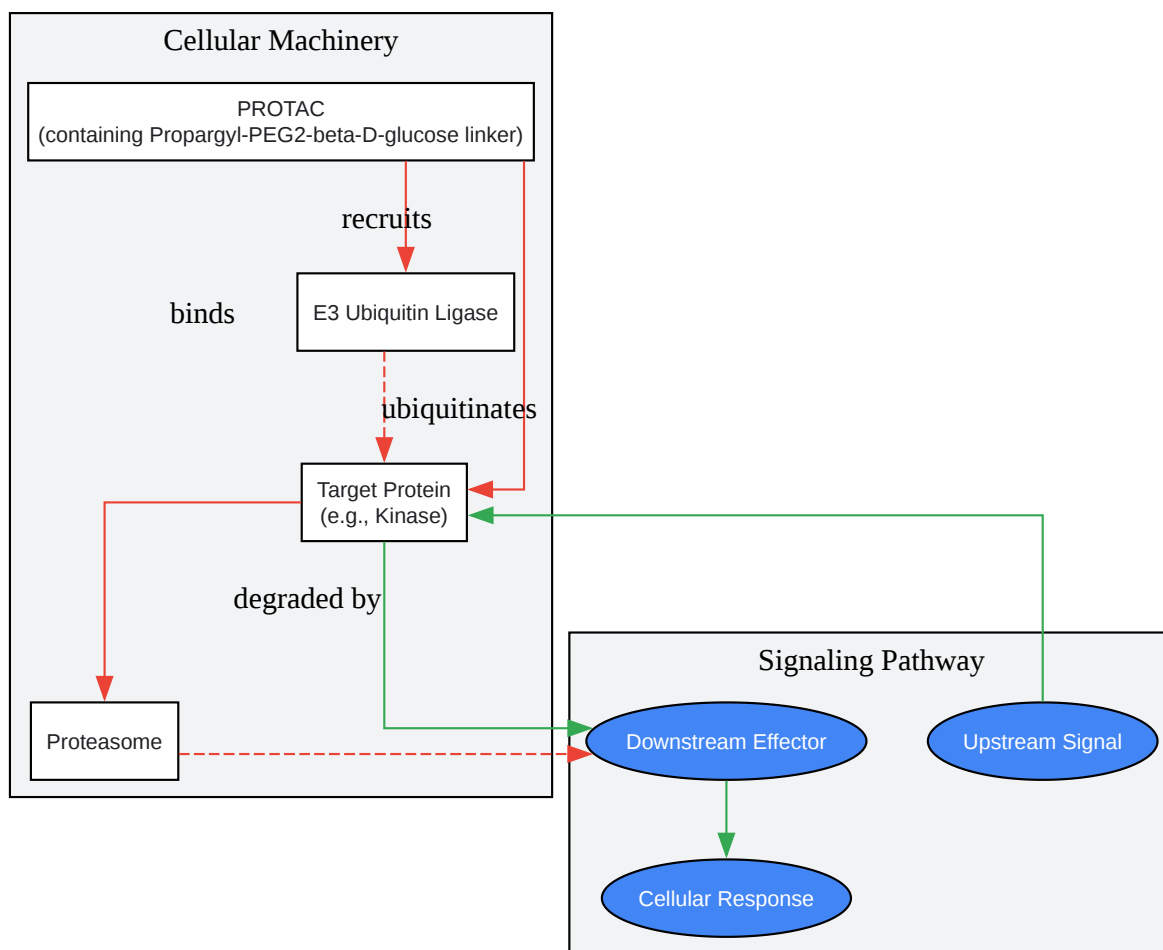 Cellular Machinery
PROTAC
(containing Propargyl-PEG2-beta-D-glucose linker)
recruits
binds
E3 Ubiquitin Ligase
ubiquitinates
Target Protein
(e.g., Kinase)
degraded by
Signaling Pathway
Proteasome
Downstream Effector
Upstream Signal
Cellular Response